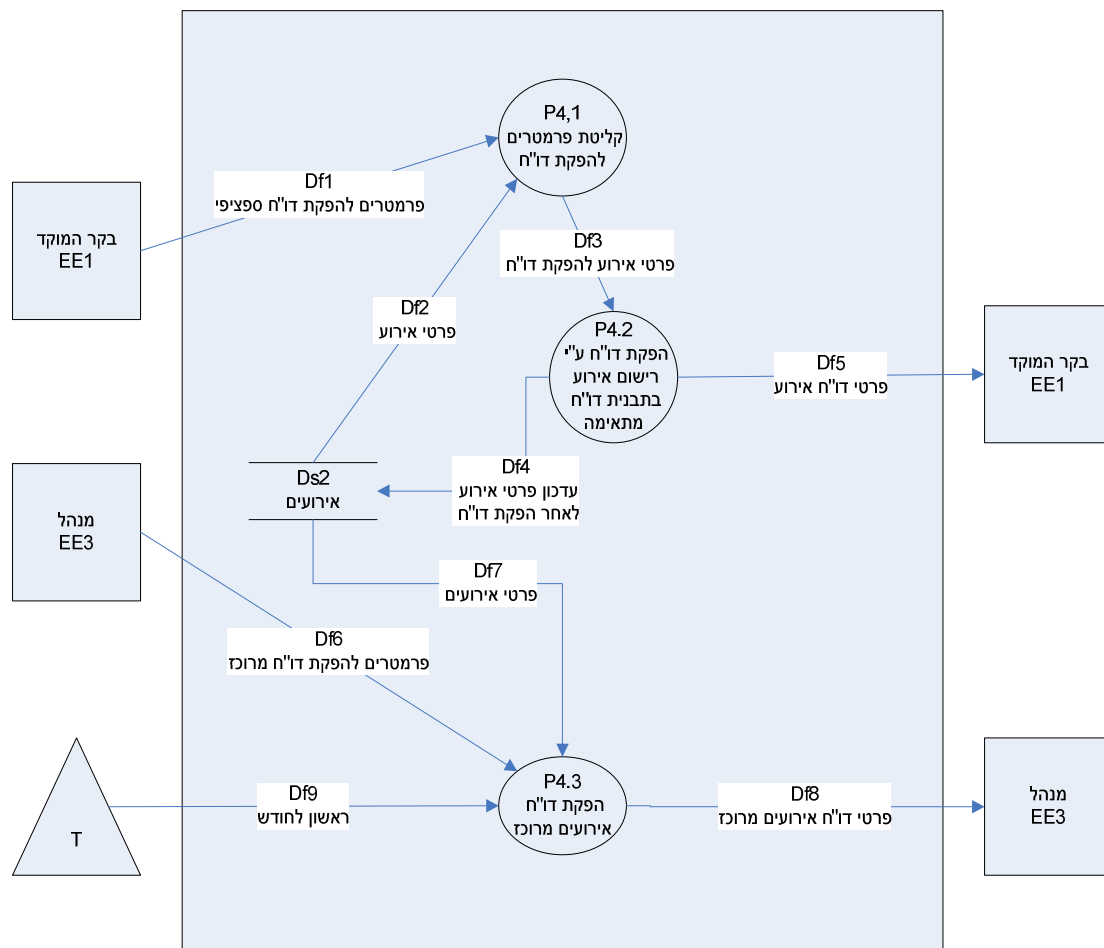 P4,1
קליטת פרמטרים
להפקת דו"ח
Df1
פרמטרים להפקת דו"ח ספציפי
בקר המוקד
EE1
Df3
פרטי אירוע להפקת דו"ח
Df2
פרטי אירוע
P4.2
הפקת דו"ח ע"י
רישום אירוע
בתבנית דו"ח
מתאימה
Df5
פרטי דו"ח אירוע
בקר המוקד
EE1
Df4
עדכון פרטי אירוע
לאחר הפקת דו"ח
Ds2
אירועים
מנהל
EE3
Df7
פרטי אירועים
Df6
פרמטרים להפקת דו"ח מרוכז
P4.3
הפקת דו"ח
אירועים מרוכז
Df9
ראשון לחודש
T
Df8
פרטי דו"ח אירועים מרוכז
מנהל
EE3